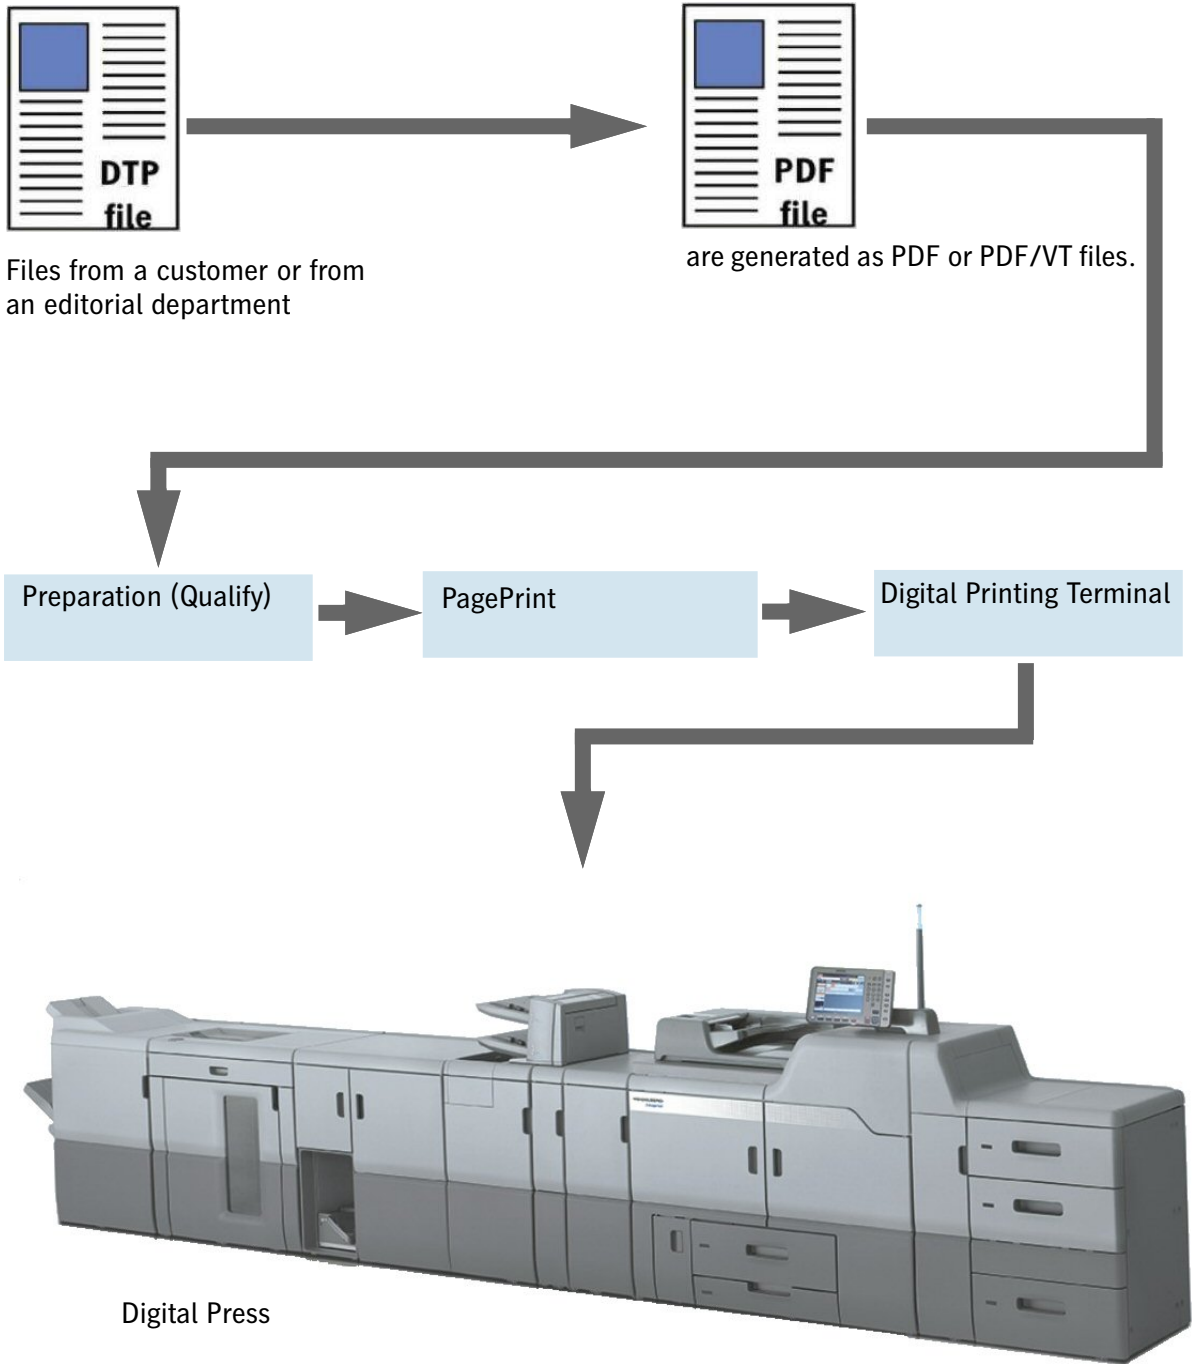 DTP
file
PDF
file
Files from a customer or from
an editorial department
are generated as PDF or PDF/VT files.
Preparation (Qualify)
PagePrint
Digital Printing Terminal
Digital Press